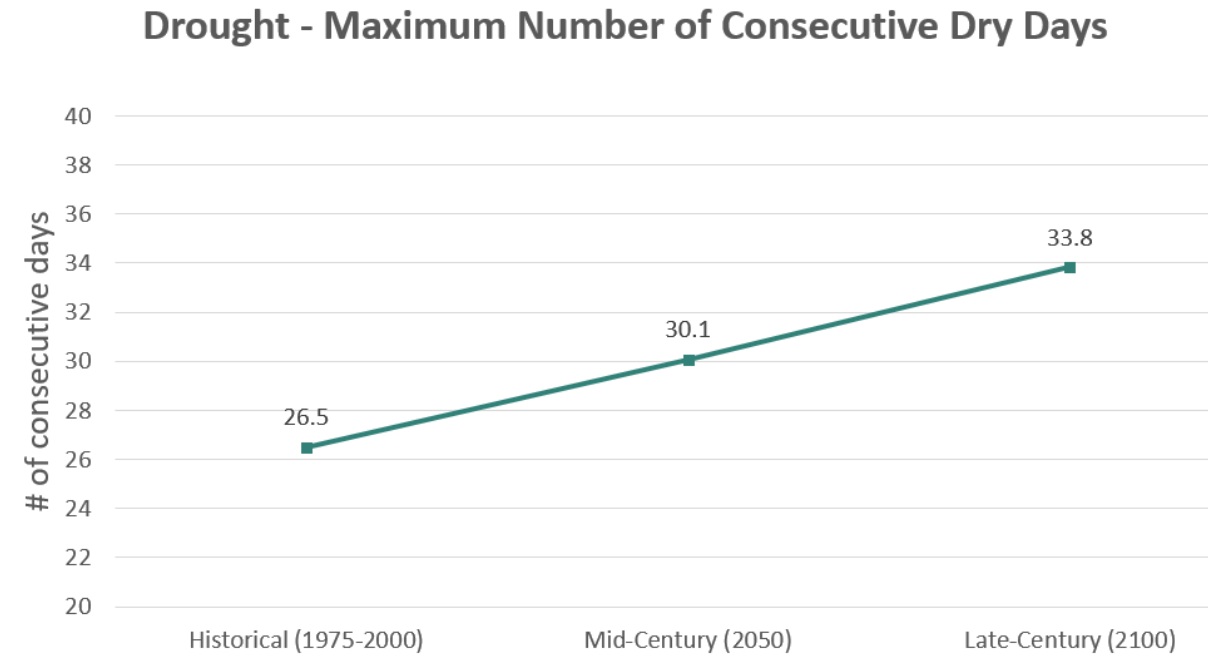 Drought - Maximum Number of Consecutive Dry Days
# of consecutive days
40
38
36
34
32
30
28
26
24
22
20
26.5
30.1
33.8
Historical (1975-2000)
Mid-Century (2050)
Late-Century (2100)